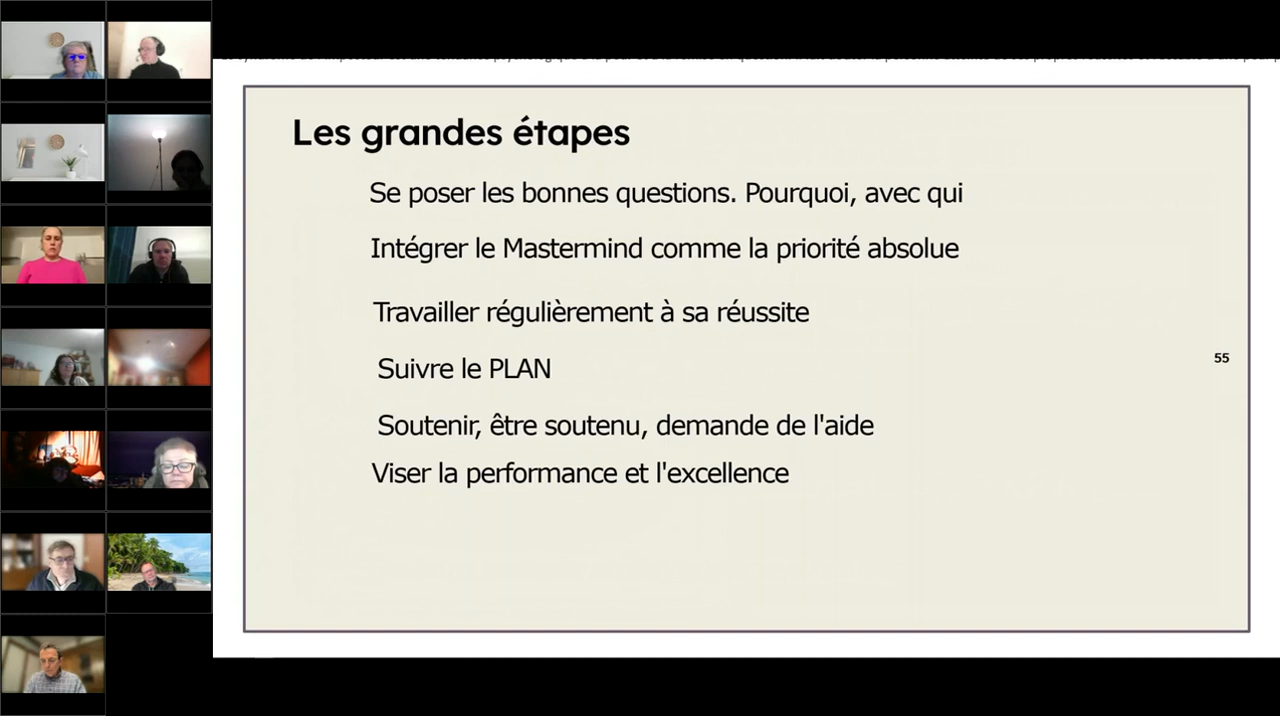 Les grandes étapes
Se poser les bonnes questions. Pourquoi, avec qui
Intégrer le Mastermind comme la priorité absolue
Travailler régulièrement à sa réussite
55
Suivre le PLAN
Soutenir, être soutenu, demande de l'aide
Viser la performance et l'excellence